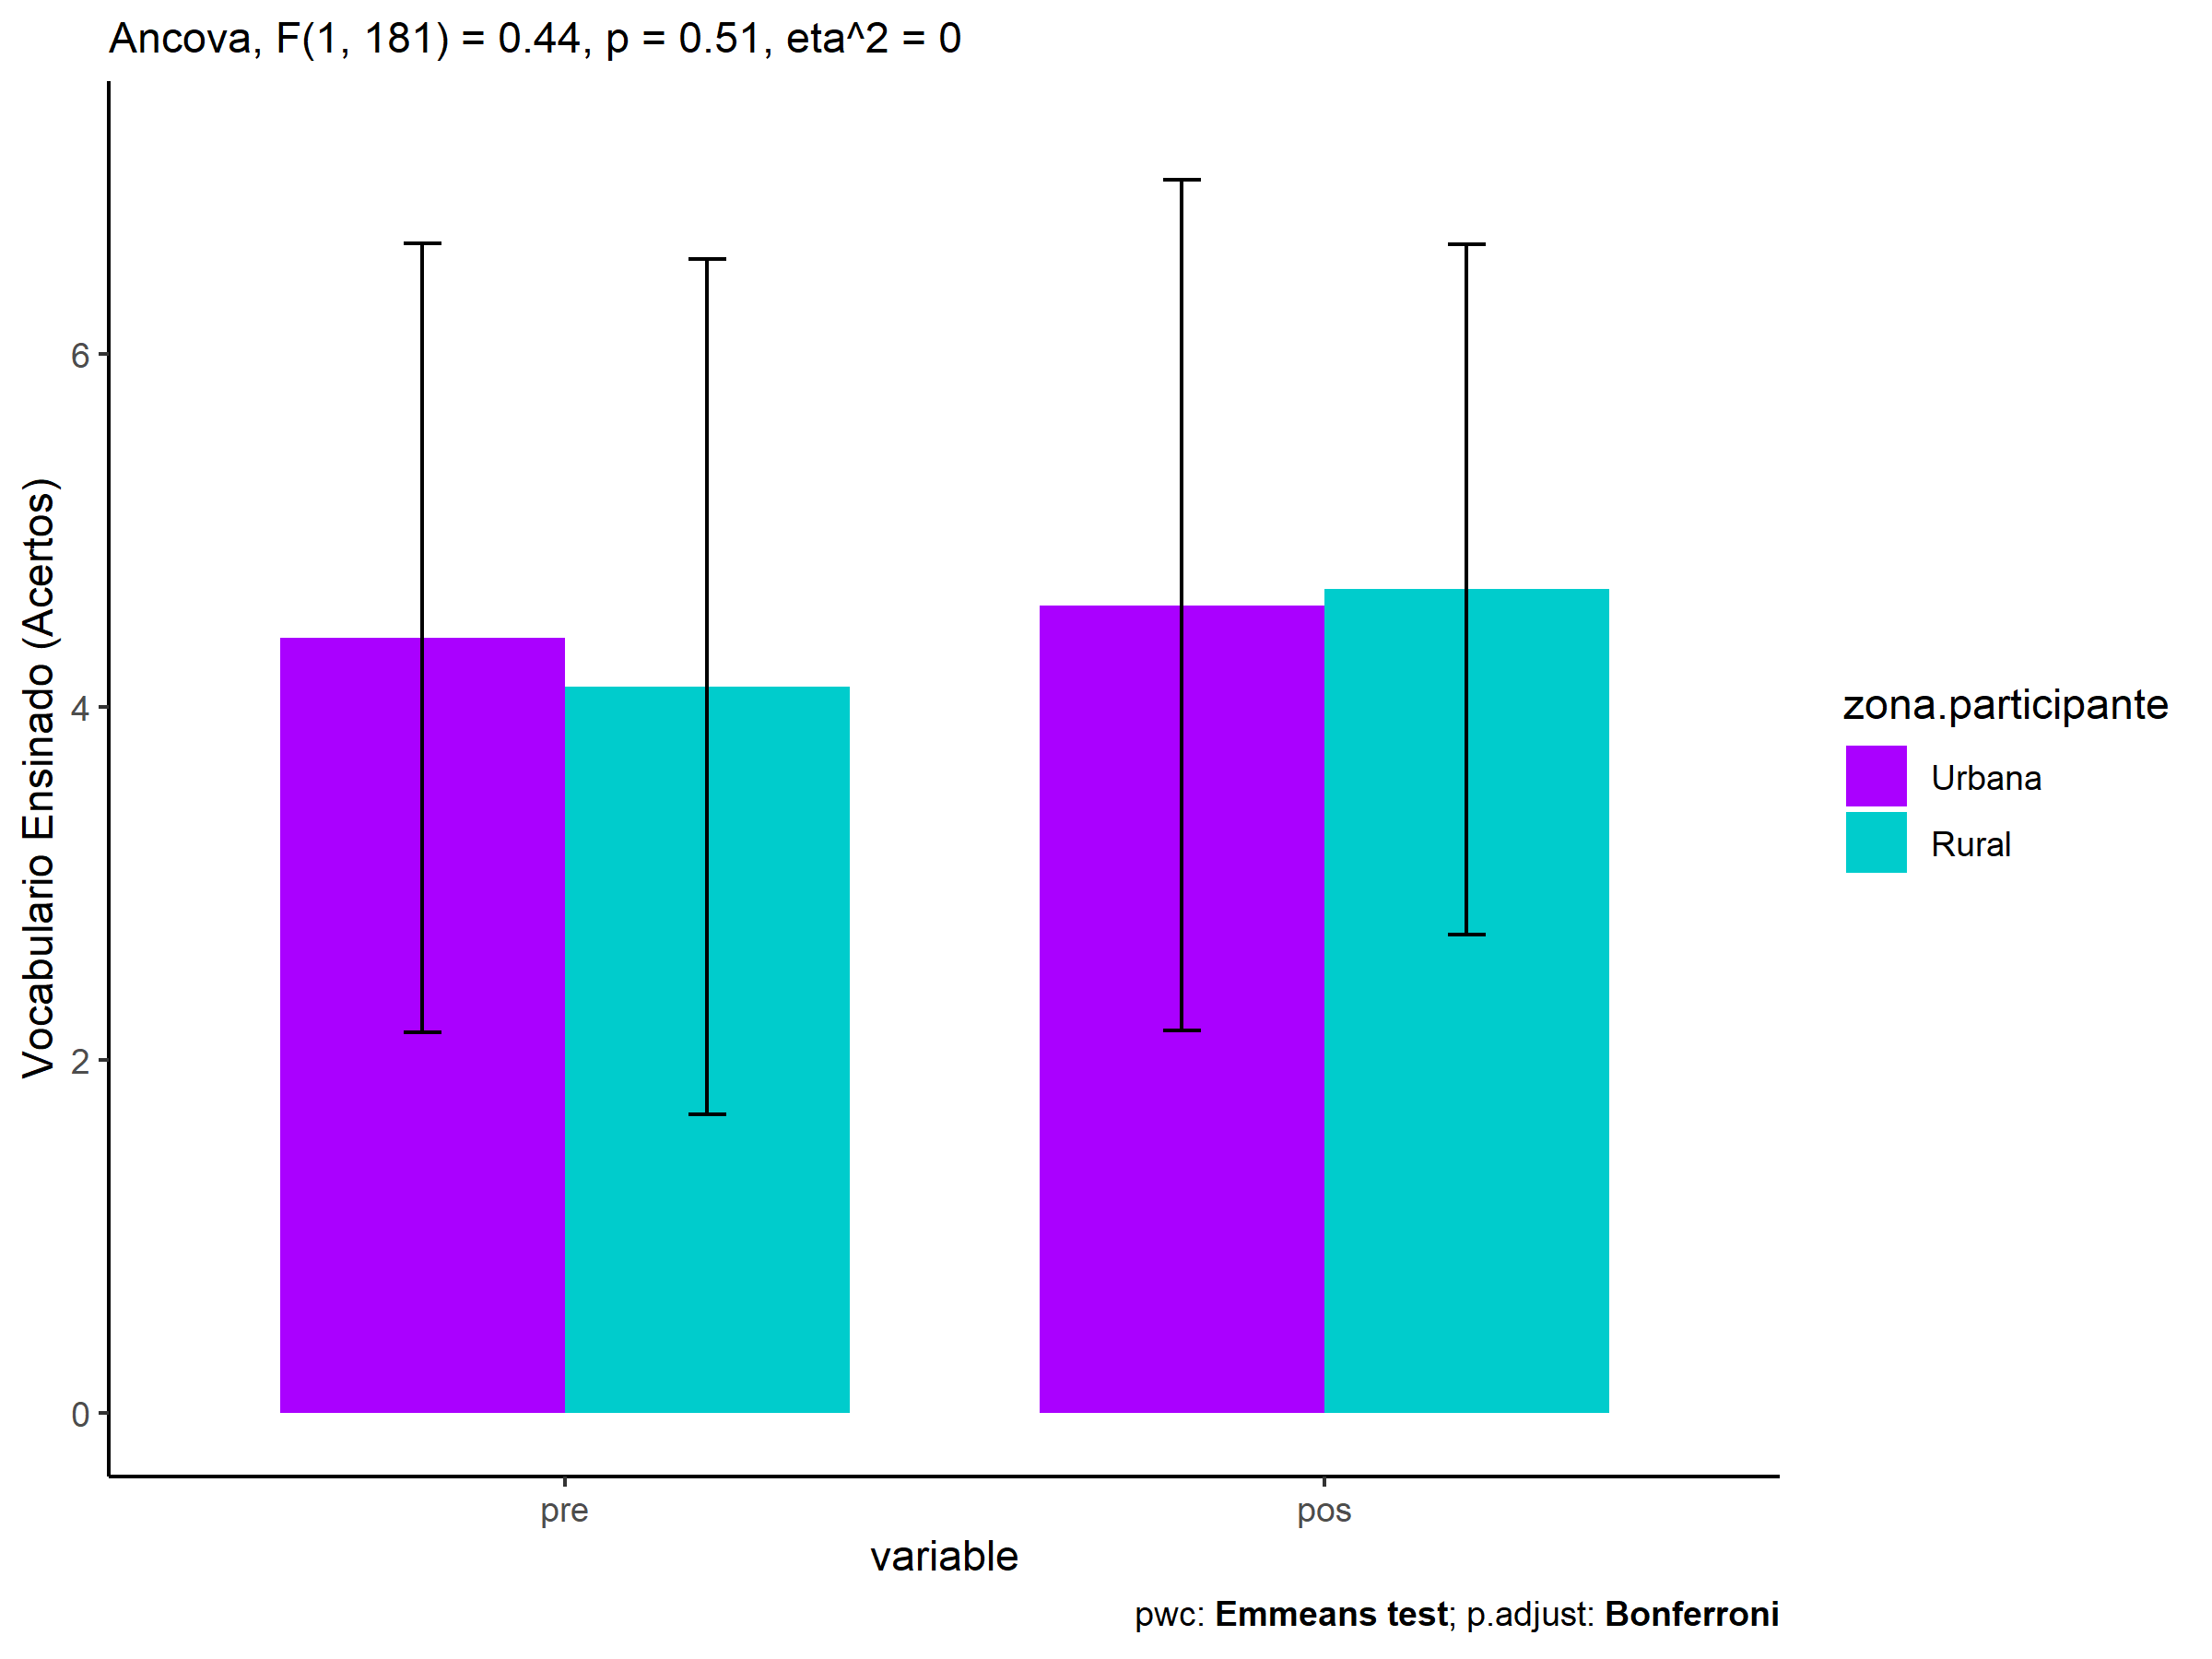 Ancova, F(1, 181) = 0.44, p = 0.51, eta^2 = 0
Vocabulario Ensinado (Acertos)
6
4
2
0
pre
pos
variable
zona.participante
Urbana
Rural
pwc: Emmeans test; p.adjust: Bonferroni